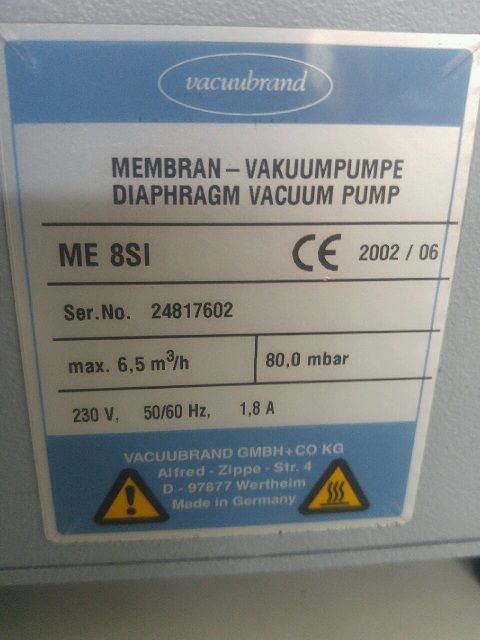 vacuubrand
MEMBRAN – VAKUUMPUMPE
DIAPHRAGM VACUUM PUMP
ME 8SI CE 2002 / 06
Ser.No. 24817602
max. 6,5 m³/h 80,0 mbar
230 V, 50/60 Hz, 1,8 A
VACUUBRAND GMBH+CO KG
Alfred - Zippe - Str. 4
D - 97877 Wertheim
Made in Germany